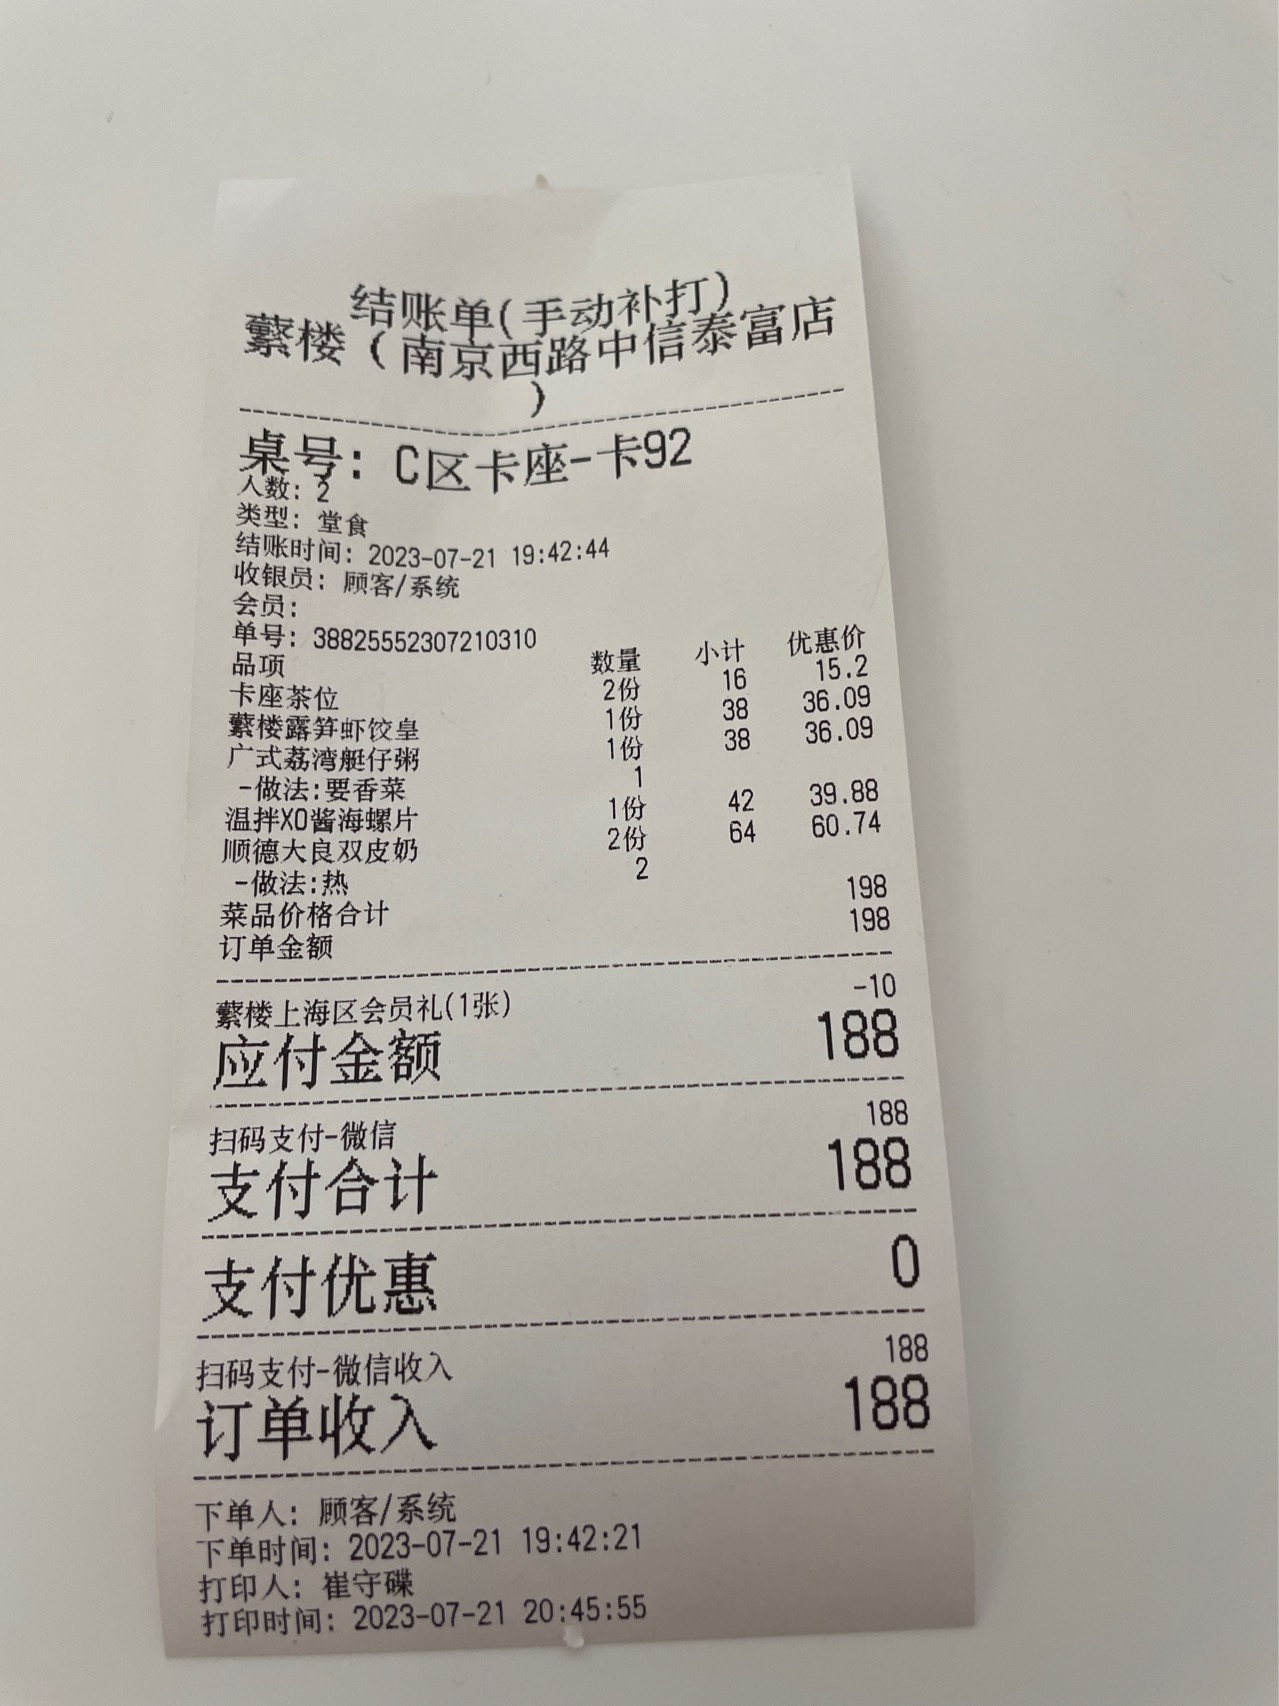 结账单(手动补打)
蘩楼（南京西路中信泰富店
）
桌号: C区卡座-卡92
人数: 2
类型: 堂食
结账时间: 2023-07-21 19:42:44
收银员: 顾客/系统
会员:
单号: 38825552307210310
品项 数量 小计 优惠价
卡座茶位 2份 16 15.2
蘩楼露笋虾饺皇 1份 38 36.09
广式荔湾艇仔粥 1份 38 36.09
-做法:要香菜 1
温拌XO酱海螺片 1份 42 39.88
顺德大良双皮奶 2份 64 60.74
-做法:热 2
菜品价格合计 198
订单金额 198
蘩楼上海区会员礼(1张) -10
应付金额 188
扫码支付-微信 188
支付合计 188
支付优惠 0
扫码支付-微信收入 188
订单收入 188
下单人: 顾客/系统
下单时间: 2023-07-21 19:42:21
打印人: 崔守碟
打印时间: 2023-07-21 20:45:55